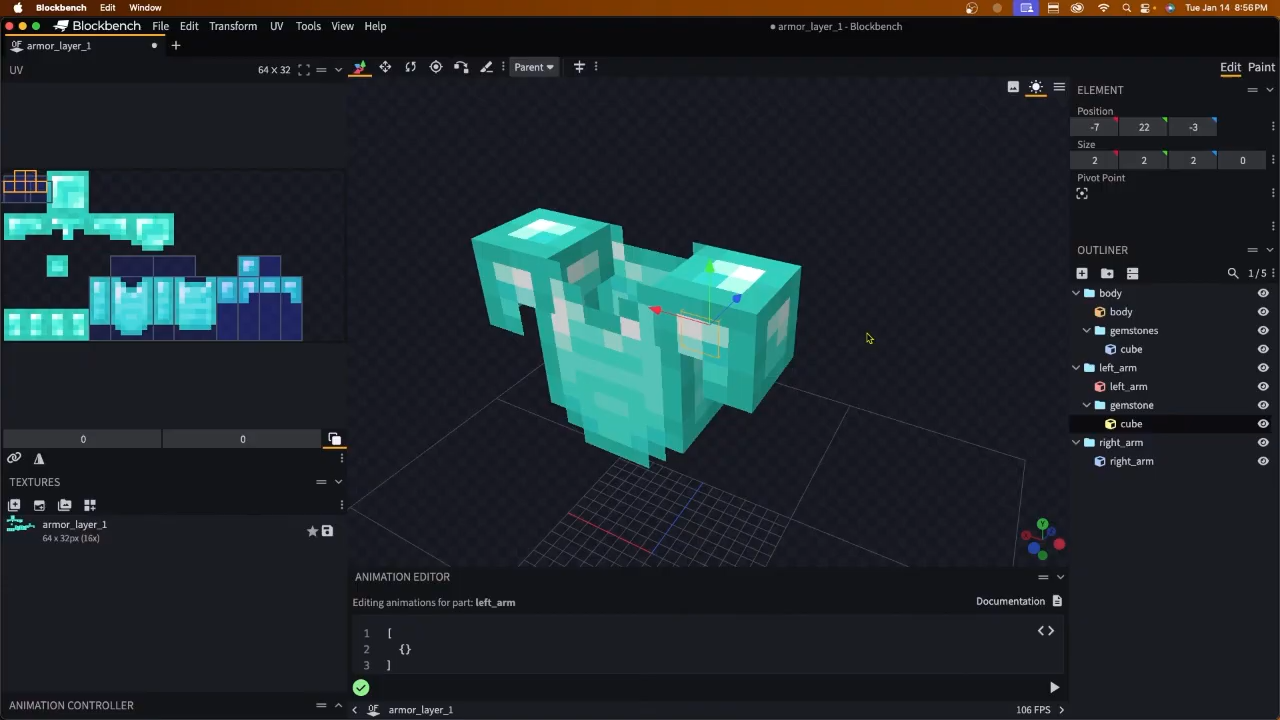 Blockbench Edit Window Tue Jan 14 8:56PM
Blockbench File Edit Transform UV Tools View Help armor_layer_1 - Blockbench
armor_layer_1
UV 64 x 32 Parent Edit Paint
ELEMENT
Position
-7 22 -3
Size
2 2 2 0
Pivot Point
OUTLINER
1/5
body
body
gemstones
cube
left_arm
left_arm
gemstone
cube
right_arm
right_arm
0 0
TEXTURES
armor_layer_1
64 x 32px (16x)
ANIMATION EDITOR
Editing animations for part: left_arm Documentation
1 [
2 {}
3 ]
ANIMATION CONTROLLER
armor_layer_1 106 FPS